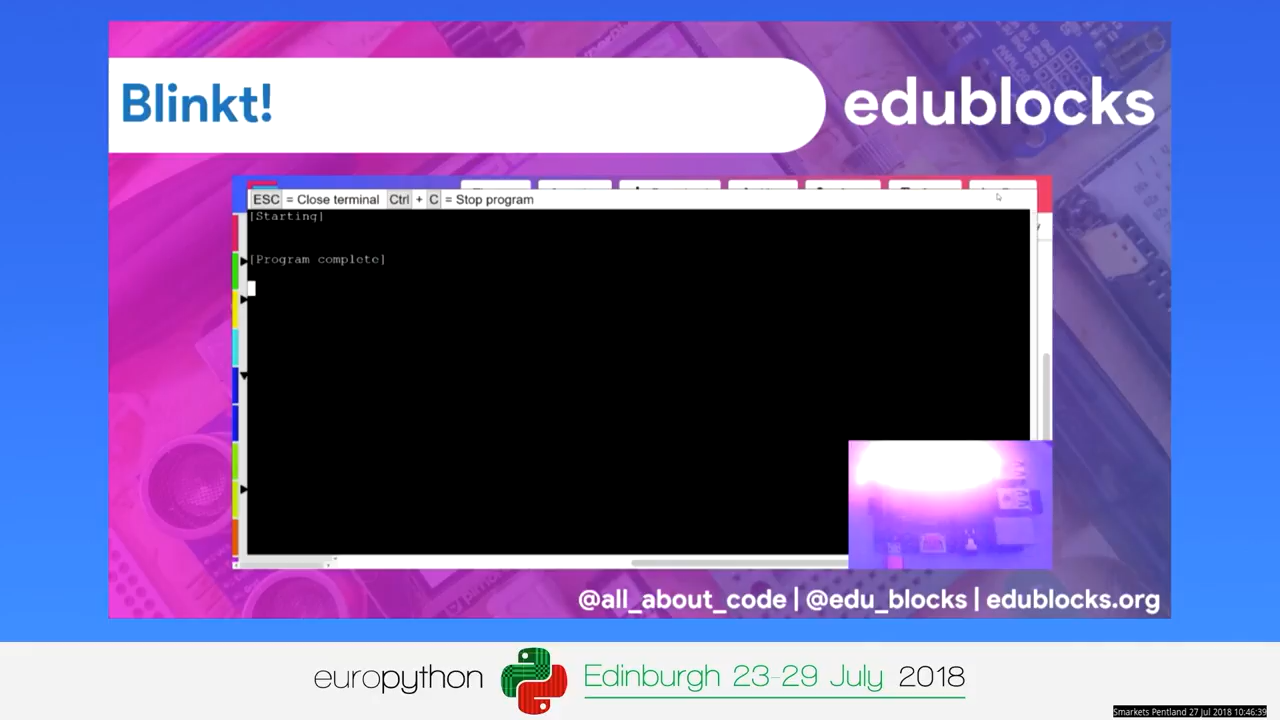 Blinkt!
edublocks
ESC = Close terminal Ctrl + C = Stop program
[Starting]
[Program complete]
@all_about_code | @edu_blocks | edublocks.org
europython
Edinburgh 23-29 July 2018
Smarkets Pentland 27 Jul 2018 10:46:39